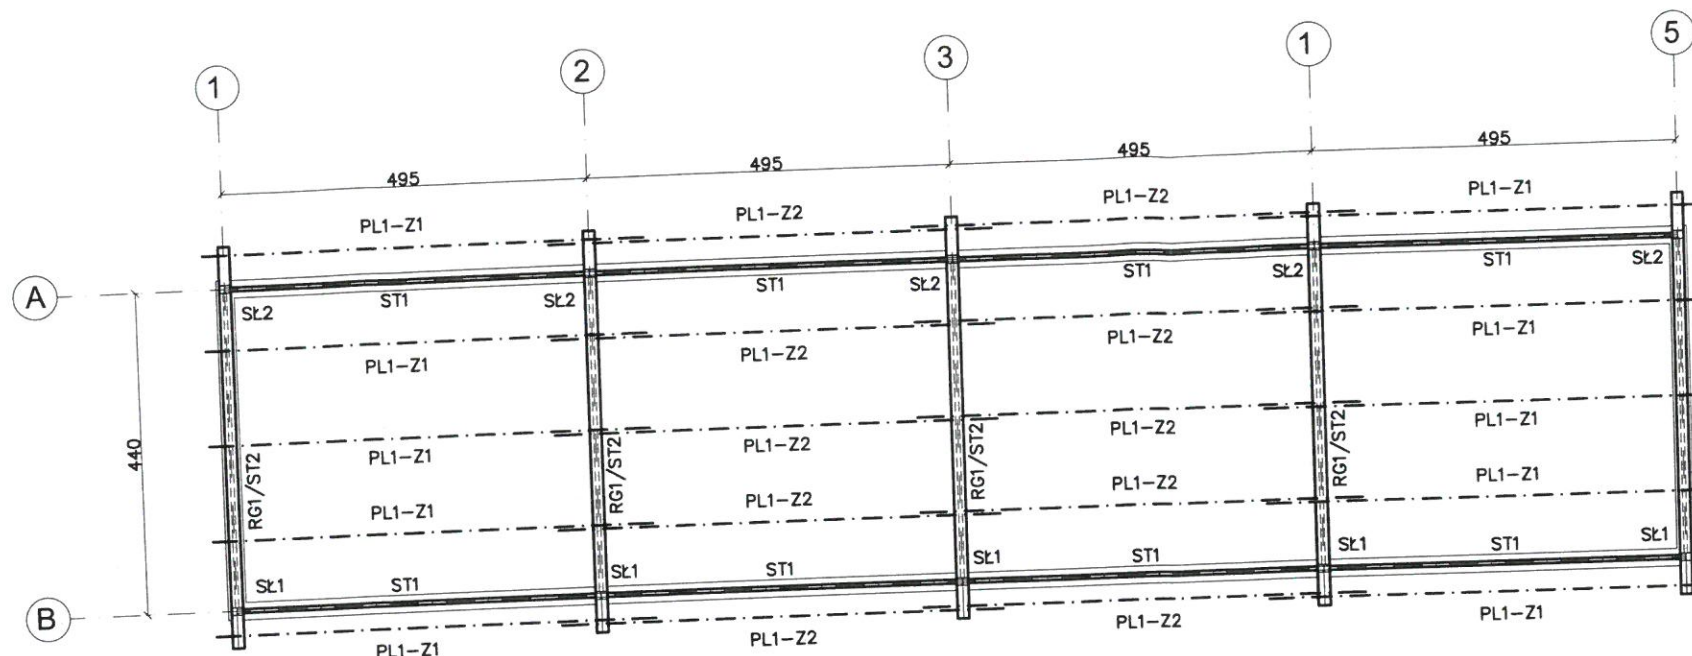 1 2 3 1 5
495 495 495 495
PL1-Z1 PL1-Z2 PL1-Z2 PL1-Z1
A
SŁ2 ST1 SŁ2 ST1 SŁ2 ST1 SŁ2 ST1 SŁ2
PL1-Z1 PL1-Z2 PL1-Z2 PL1-Z1
440
PL1-Z1 PL1-Z2 PL1-Z2 PL1-Z1
RG1/ST2 RG1/ST2 RG1/ST2 RG1/ST2
PL1-Z1 PL1-Z2 PL1-Z2 PL1-Z1
SŁ1 ST1 SŁ1 ST1 SŁ1 ST1 SŁ1 ST1 SŁ1
B
PL1-Z1 PL1-Z2 PL1-Z2 PL1-Z1